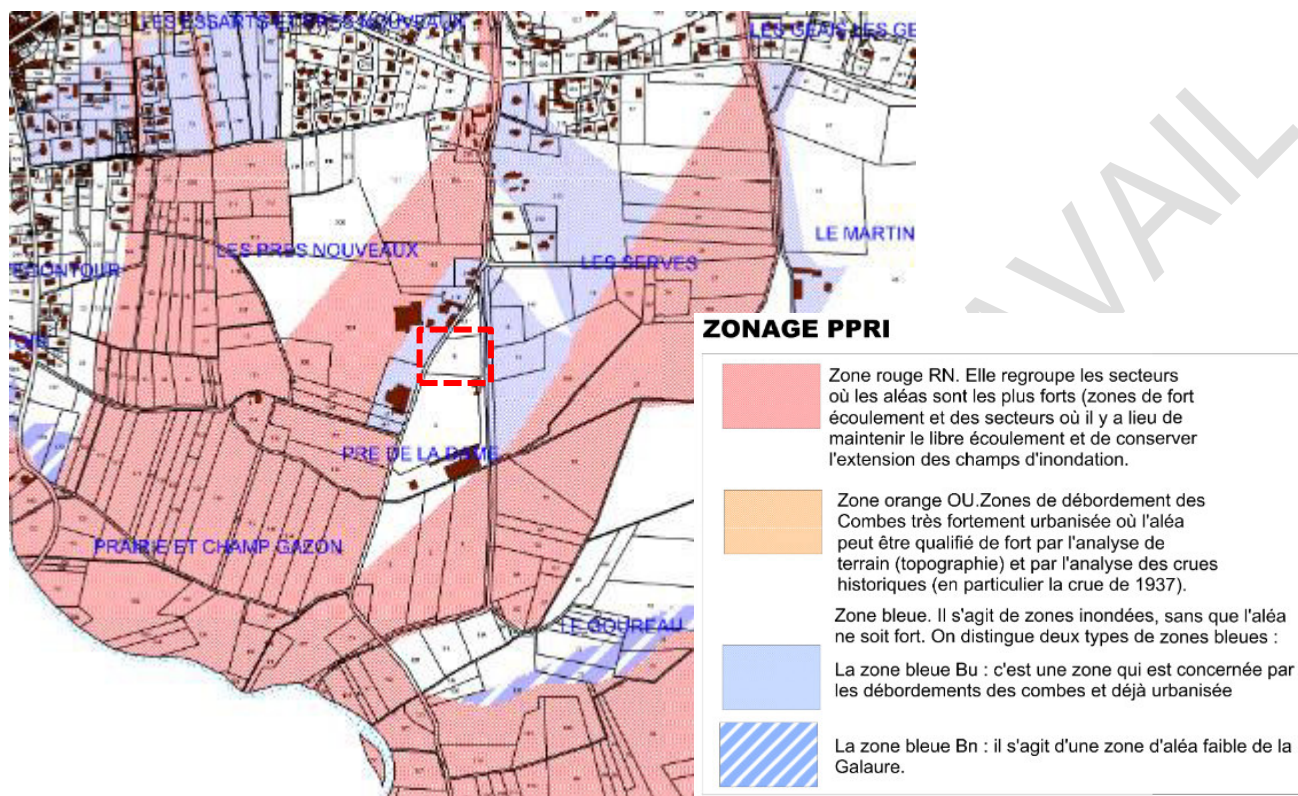 LES ESSARTS ET PRES NOUVEAUX
LES GEAIS LES GE
LES PRES NOUVEAUX
LES SERVES
LE MARTIN
PRE DE LA DAME
PRAIRIE ET CHAMP GAZON
LE GOUREAU
AVAIL
ZONAGE PPRI
Zone rouge RN. Elle regroupe les secteurs
où les aléas sont les plus forts (zones de fort
écoulement et des secteurs où il y a lieu de
maintenir le libre écoulement et de conserver
l'extension des champs d'inondation.
Zone orange OU.Zones de débordement des
Combes très fortement urbanisée où l'aléa
peut être qualifié de fort par l'analyse de
terrain (topographie) et par l'analyse des crues
historiques (en particulier la crue de 1937).
Zone bleue. Il s'agit de zones inondées, sans que l'aléa
ne soit fort. On distingue deux types de zones bleues :
La zone bleue Bu : c'est une zone qui est concernée par
les débordements des combes et déjà urbanisée
La zone bleue Bn : il s'agit d'une zone d'aléa faible de la
Galaure.